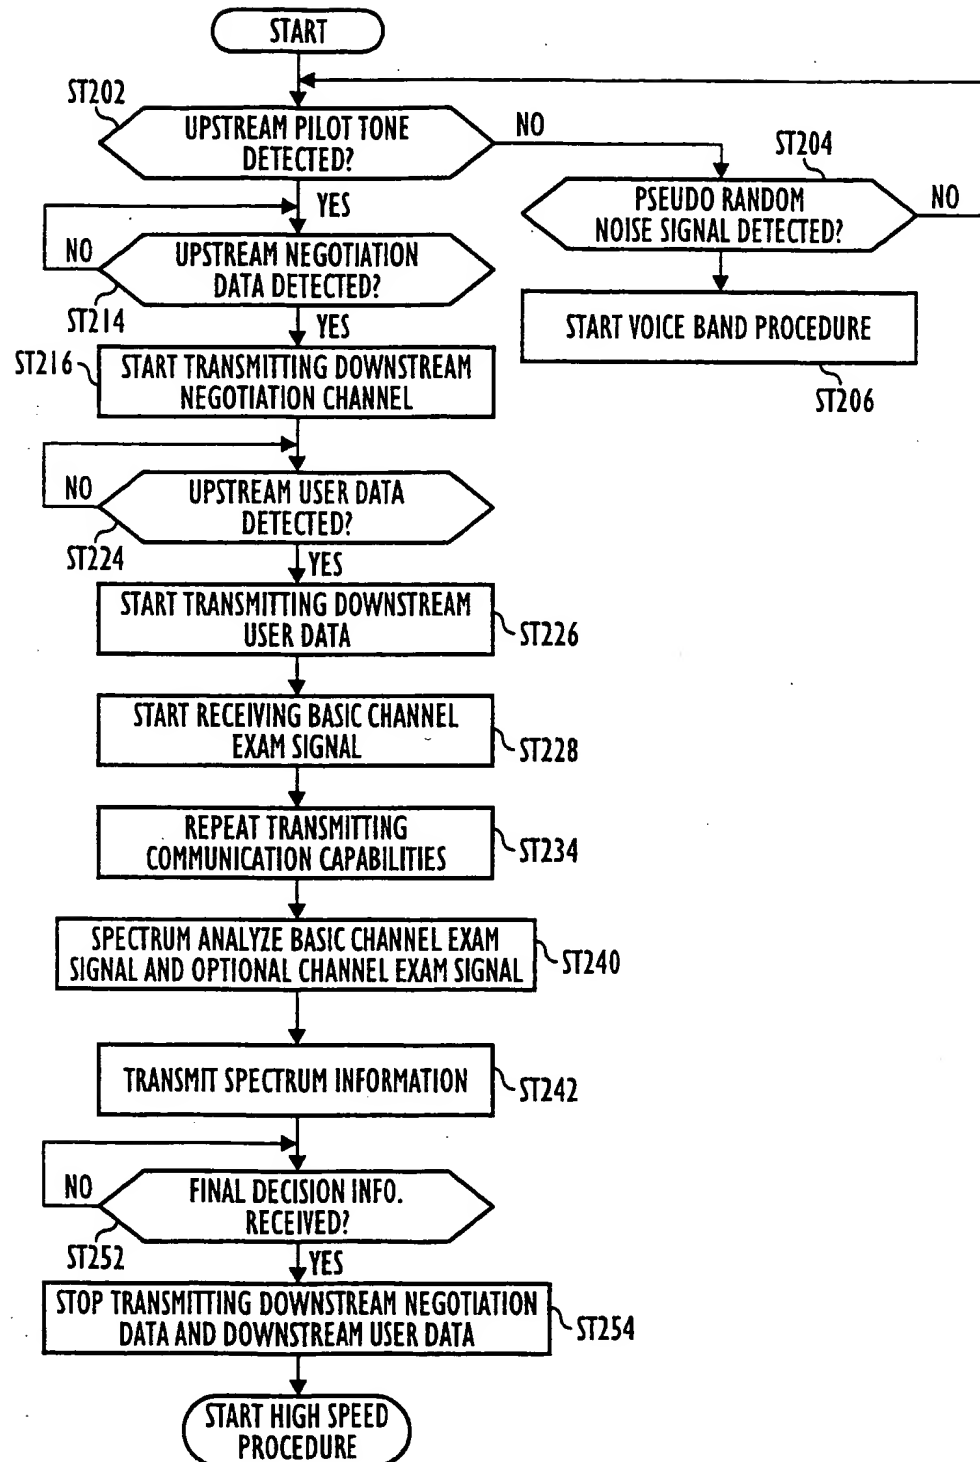 START
ST202
UPSTREAM PILOT TONE
DETECTED?
NO
ST204
PSEUDO RANDOM
NOISE SIGNAL DETECTED?
NO
YES
NO
UPSTREAM NEGOTIATION
DATA DETECTED?
ST214
YES
START VOICE BAND PROCEDURE
ST206
ST216
START TRANSMITTING DOWNSTREAM
NEGOTIATION CHANNEL
NO
UPSTREAM USER DATA
DETECTED?
ST224
YES
START TRANSMITTING DOWNSTREAM
USER DATA
ST226
START RECEIVING BASIC CHANNEL
EXAM SIGNAL
ST228
REPEAT TRANSMITTING
COMMUNICATION CAPABILITIES
ST234
SPECTRUM ANALYZE BASIC CHANNEL EXAM
SIGNAL AND OPTIONAL CHANNEL EXAM SIGNAL
ST240
TRANSMIT SPECTRUM INFORMATION
ST242
NO
FINAL DECISION INFO.
RECEIVED?
ST252
YES
STOP TRANSMITTING DOWNSTREAM NEGOTIATION
DATA AND DOWNSTREAM USER DATA
ST254
START HIGH SPEED
PROCEDURE